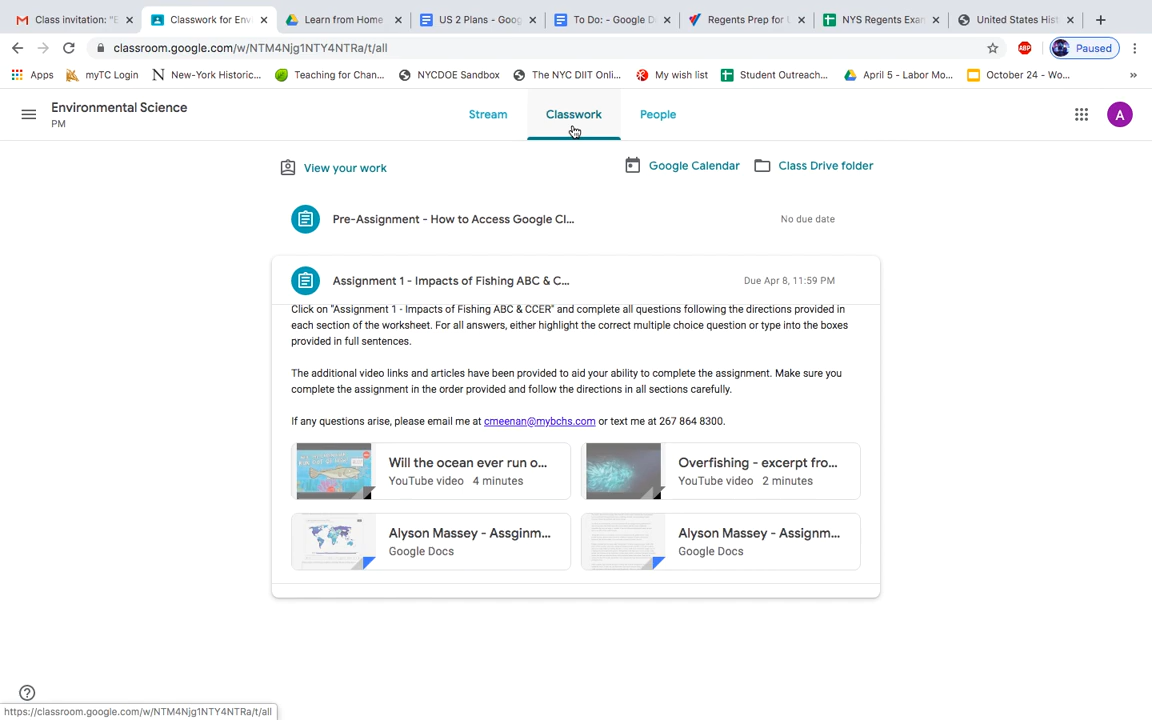 Class invitation: "E
Classwork for Env
Learn from Home
US 2 Plans - Goog
To Do: - Google D
Regents Prep for U
NYS Regents Exan
United States Hist
classroom.google.com/w/NTM4Njg1NTY4NTRa/t/all
ABP
Paused
Apps
myTC Login
New-York Historic...
Teaching for Chan...
NYCDOE Sandbox
The NYC DIIT Onli...
My wish list
Student Outreach...
April 5 - Labor Mo...
October 24 - Wo...
Environmental Science
PM
Stream
Classwork
People
A
View your work
Google Calendar
Class Drive folder
Pre-Assignment - How to Access Google Cl...
No due date
Assignment 1 - Impacts of Fishing ABC & C...
Due Apr 8, 11:59 PM
Click on "Assignment 1 - Impacts of Fishing ABC & CCER" and complete all questions following the directions provided in
each section of the worksheet. For all answers, either highlight the correct multiple choice question or type into the boxes
provided in full sentences.
The additional video links and articles have been provided to aid your ability to complete the assignment. Make sure you
complete the assignment in the order provided and follow the directions in all sections carefully.
If any questions arise, please email me at cmeenan@mybchs.com or text me at 267 864 8300.
Will the ocean ever run o...
YouTube video 4 minutes
Overfishing - excerpt fro...
YouTube video 2 minutes
Alyson Massey - Assginm...
Google Docs
Alyson Massey - Assignm...
Google Docs
https://classroom.google.com/w/NTM4Njg1NTY4NTRa/t/all